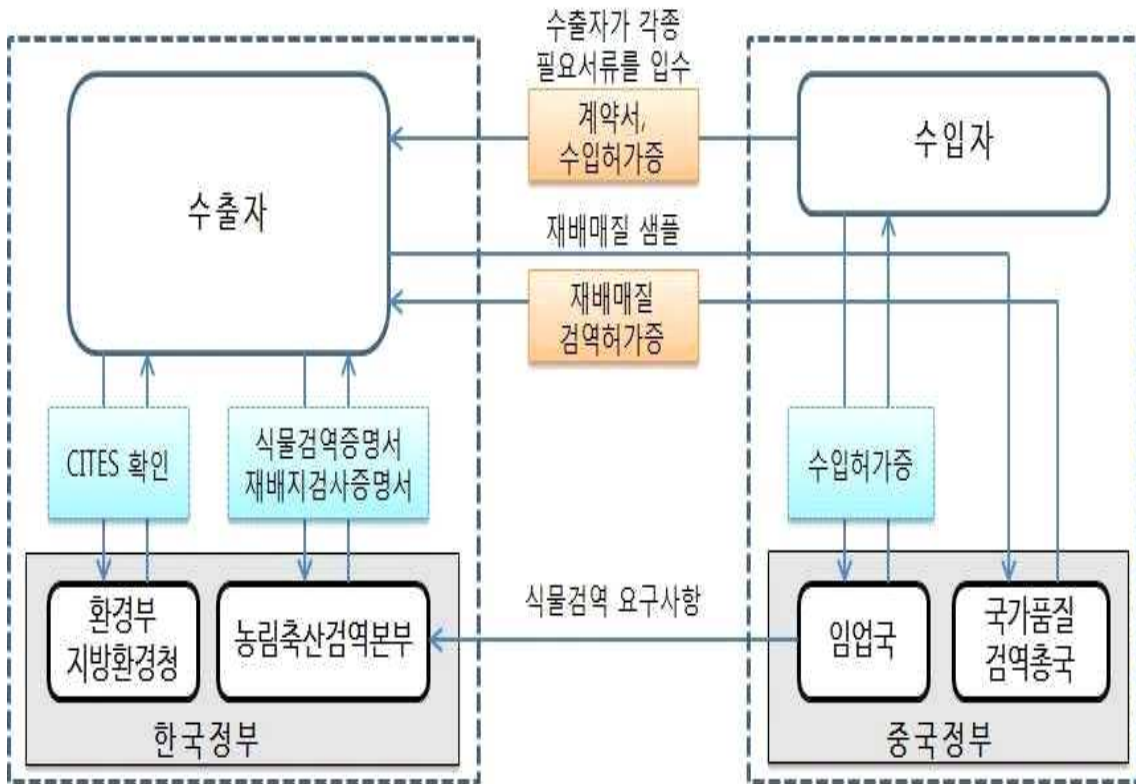 수출자가 각종
필요서류를 입수
계약서,
수입허가증
수출자
수입자
재배매질 샘플
재배매질
검역허가증
CITES 확인
식물검역증명서
재배지검사증명서
수입허가증
환경부
지방환경청
농림축산검역본부
식물검역 요구사항
임업국
국가품질
검역총국
한국정부
중국정부